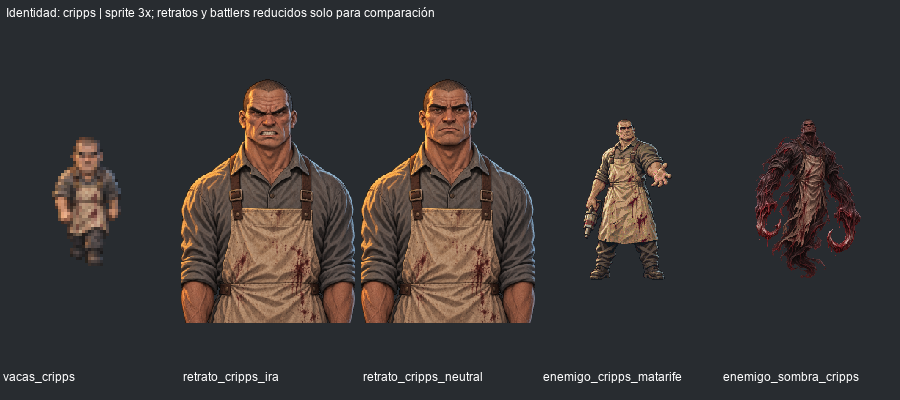 Identidad: cripps | sprite 3x; retratos y battlers reducidos solo para comparación
vacas_cripps
retrato_cripps_ira
retrato_cripps_neutral
enemigo_cripps_matarife
enemigo_sombra_cripps